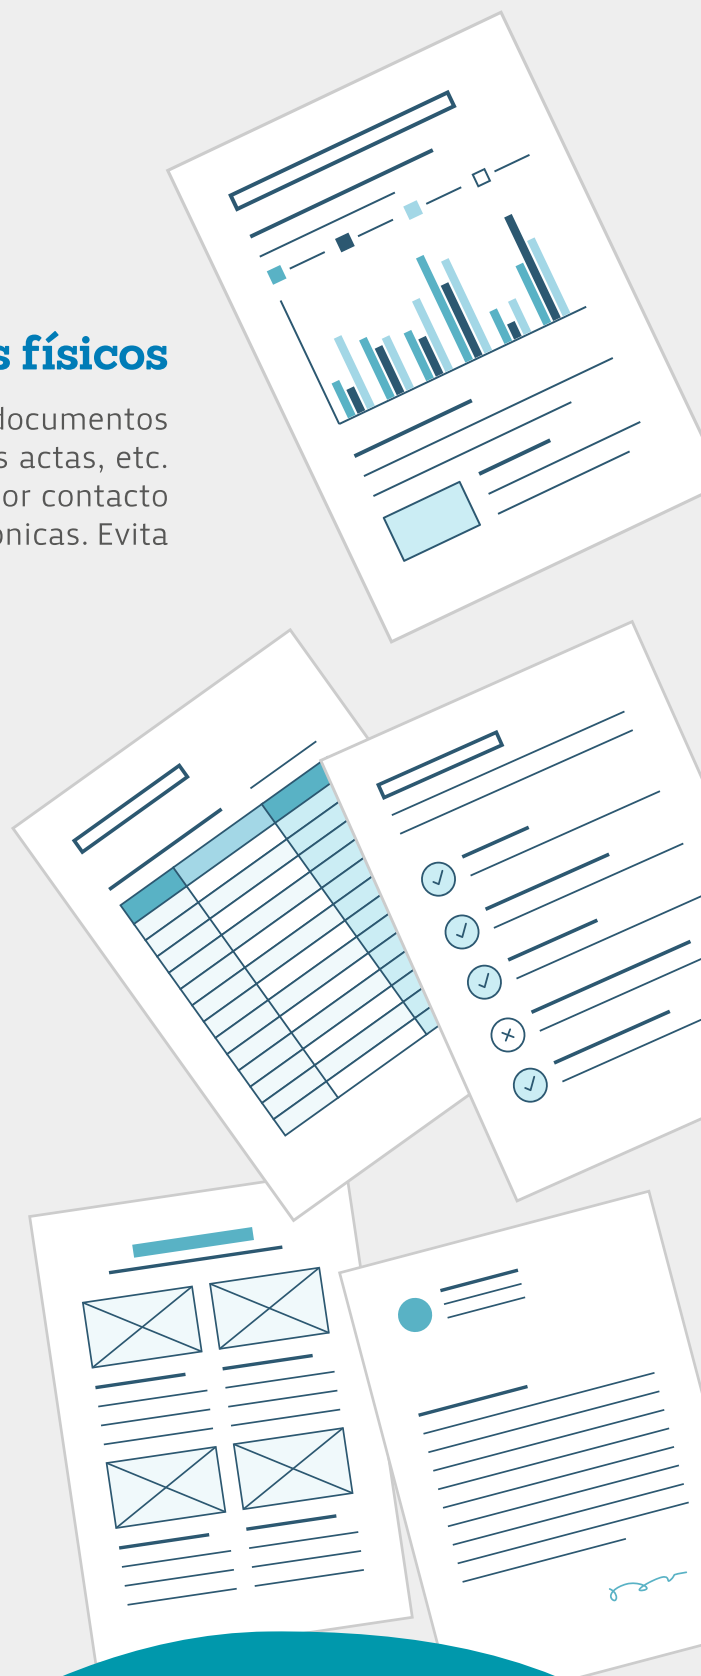 s físicos
documentos
s actas, etc.
or contacto
onicas. Evita